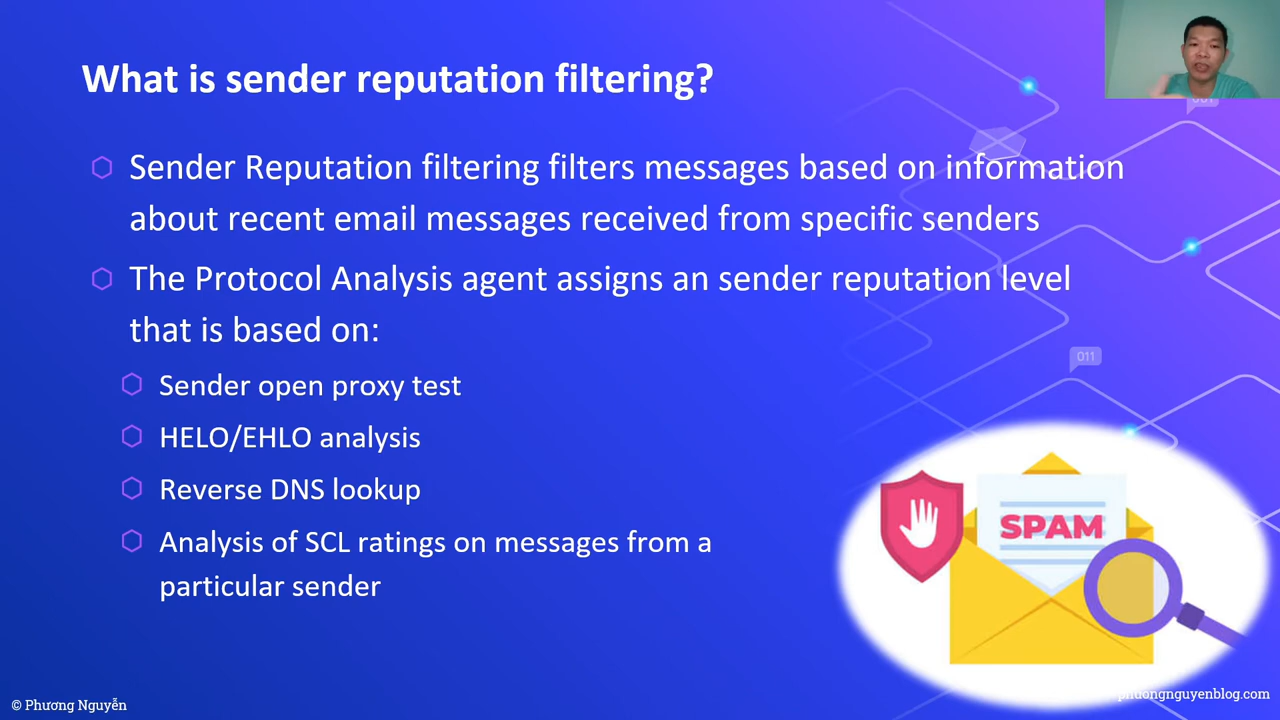 What is sender reputation filtering?
Sender Reputation filtering filters messages based on information
about recent email messages received from specific senders
The Protocol Analysis agent assigns an sender reputation level
that is based on:
Sender open proxy test
HELO/EHLO analysis
Reverse DNS lookup
Analysis of SCL ratings on messages from a
particular sender
011
SPAM
© Phương Nguyễn
phuongnguyenblog.com